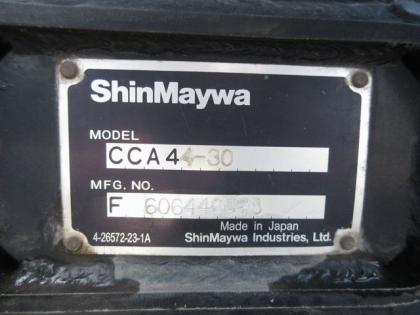 ShinMaywa
MODEL
CCA44-30
MFG. NO.
F
Made in Japan
4-26572-23-1A ShinMaywa Industries, Ltd.